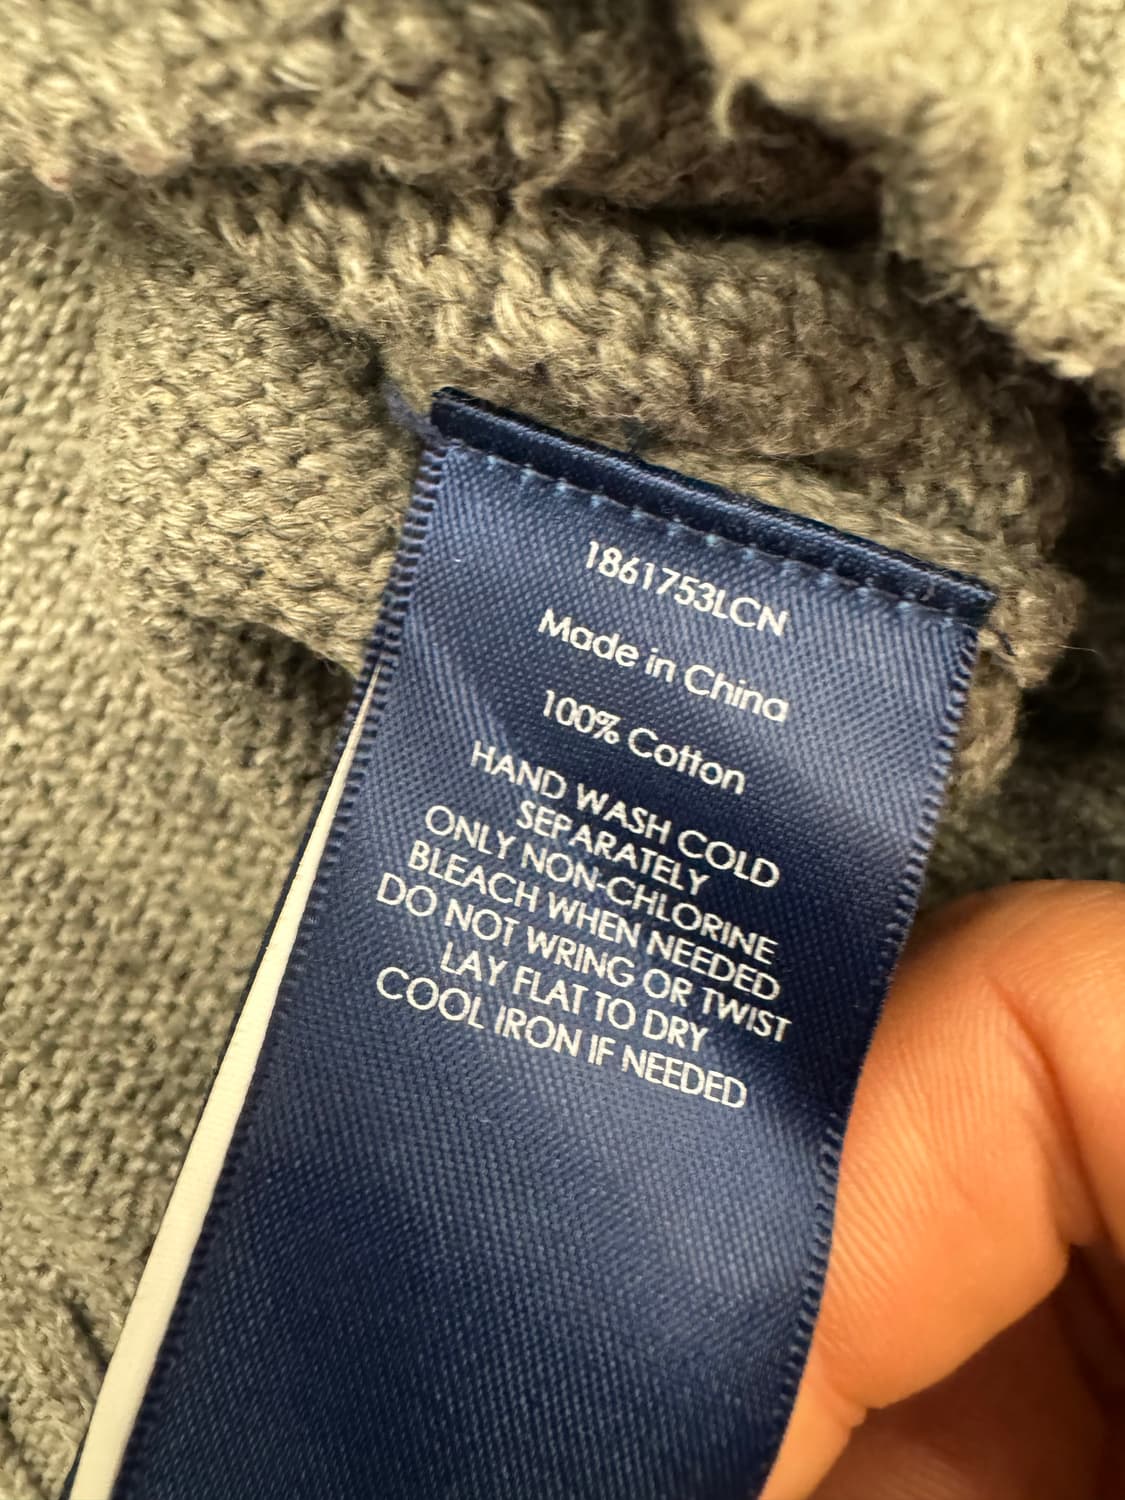 1861753LCN
Made in China
100% Cotton
HAND WASH COLD
SEPARATELY
ONLY NON-CHLORINE
BLEACH WHEN NEEDED
DO NOT WRING OR TWIST
LAY FLAT TO DRY
COOL IRON IF NEEDED